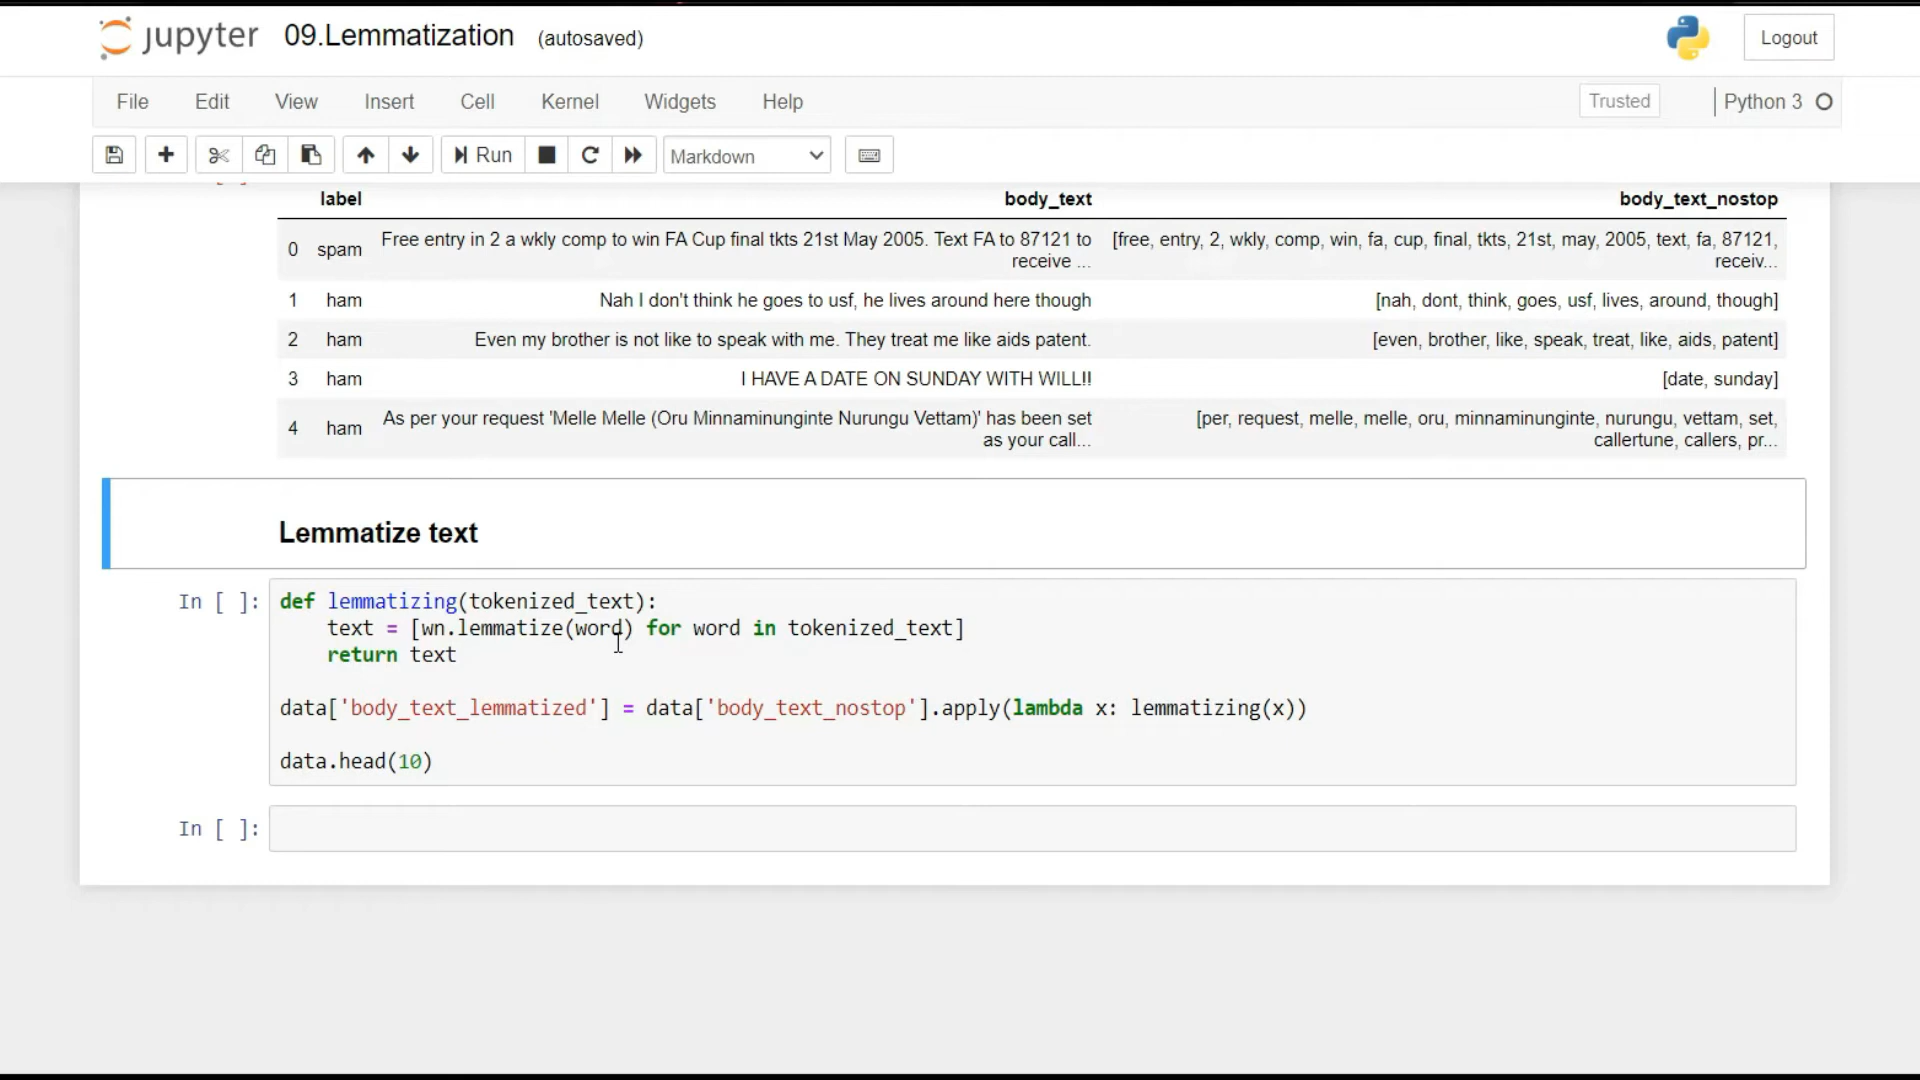 jupyter 09.Lemmatization (autosaved) Logout
File Edit View Insert Cell Kernel Widgets Help Trusted Python 3
Run Markdown
label body_text body_text_nostop
0 spam Free entry in 2 a wkly comp to win FA Cup final tkts 21st May 2005. Text FA to 87121 to [free, entry, 2, wkly, comp, win, fa, cup, final, tkts, 21st, may, 2005, text, fa, 87121,
receive ... receiv...
1 ham Nah I don't think he goes to usf, he lives around here though [nah, dont, think, goes, usf, lives, around, though]
2 ham Even my brother is not like to speak with me. They treat me like aids patent. [even, brother, like, speak, treat, like, aids, patent]
3 ham I HAVE A DATE ON SUNDAY WITH WILL!! [date, sunday]
4 ham As per your request 'Melle Melle (Oru Minnaminunginte Nurungu Vettam)' has been set [per, request, melle, melle, oru, minnaminunginte, nurungu, vettam, set,
as your call... callertune, callers, pr...
Lemmatize text
In [ ]: def lemmatizing(tokenized_text):
text = [wn.lemmatize(word) for word in tokenized_text]
return text
data['body_text_lemmatized'] = data['body_text_nostop'].apply(lambda x: lemmatizing(x))
data.head(10)
In [ ]: